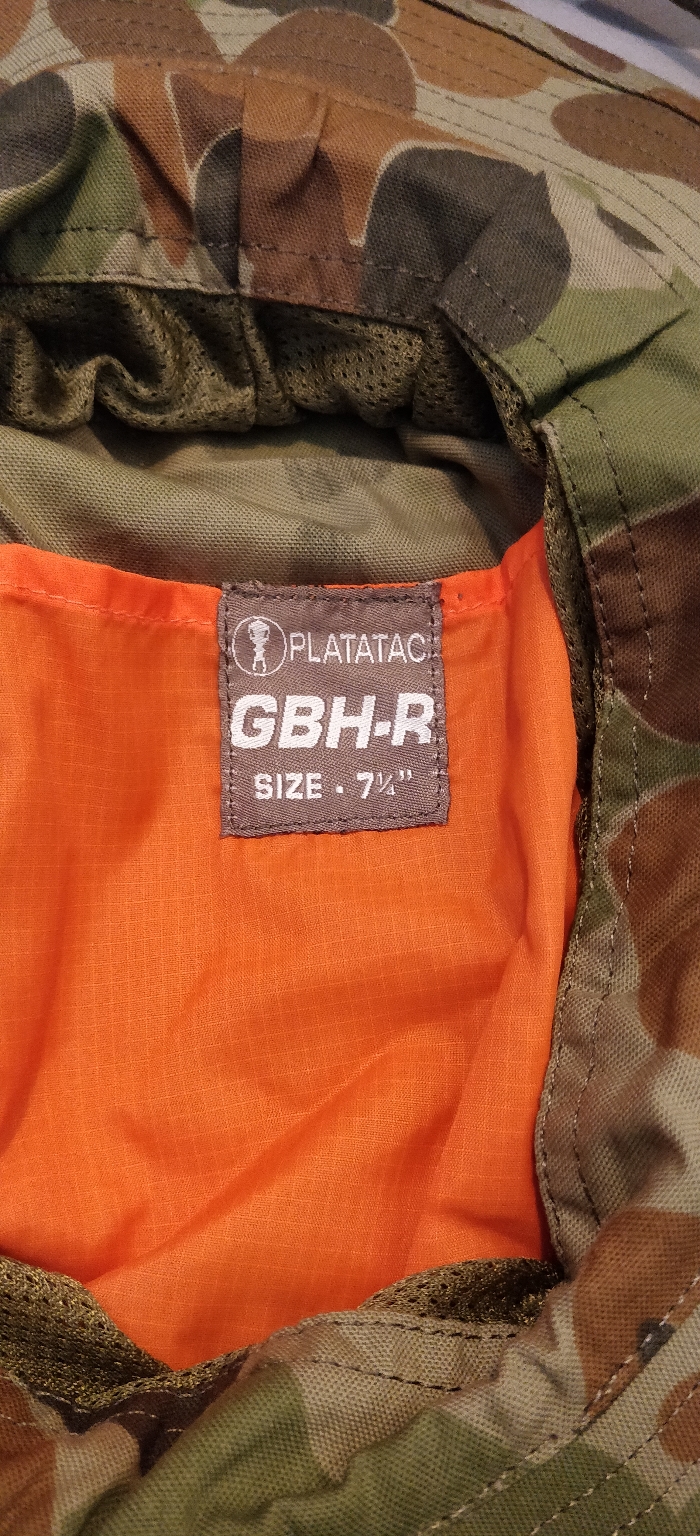 PLATATAC
GBH-R
SIZE · 7¼"